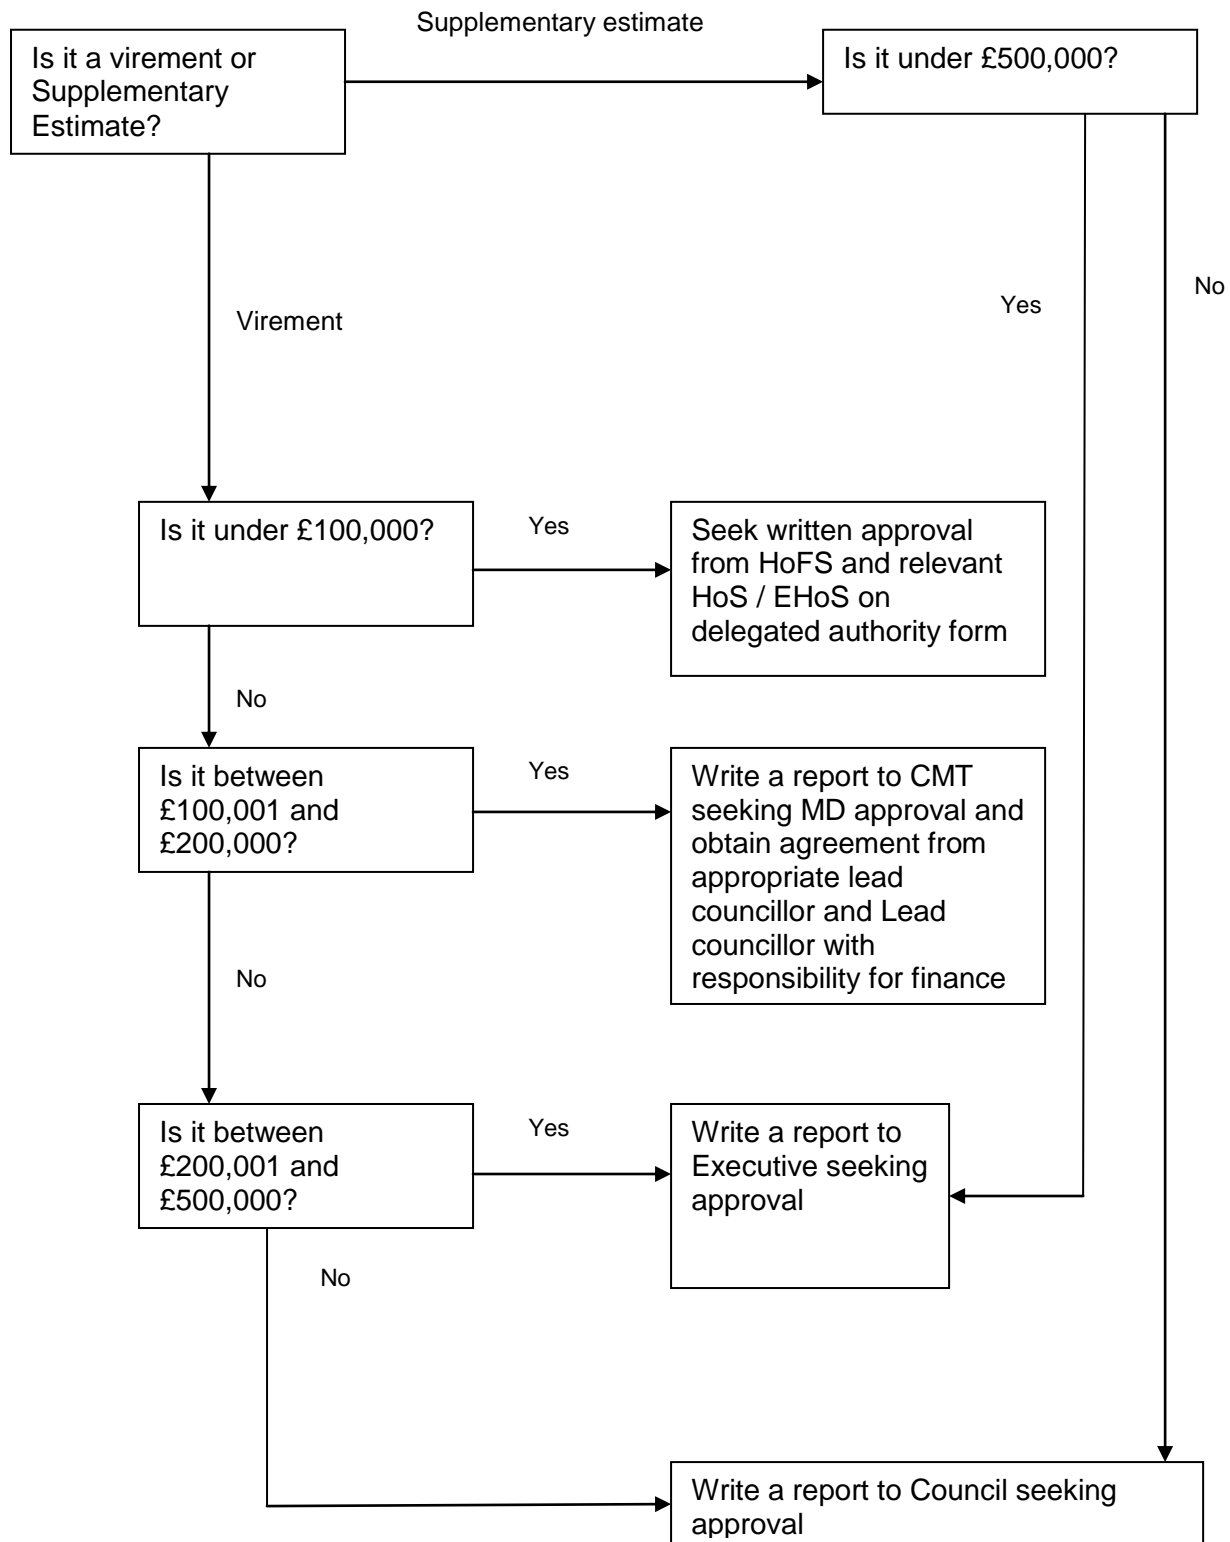 Supplementary estimate
Is it a virement or
Supplementary
Estimate?
Is it under £500,000?
No
Yes
Virement
Is it under £100,000?
Yes
Seek written approval
from HoFS and relevant
HoS / EHoS on
delegated authority form
No
Is it between
£100,001 and
£200,000?
Yes
Write a report to CMT
seeking MD approval and
obtain agreement from
appropriate lead
councillor and Lead
councillor with
responsibility for finance
No
Is it between
£200,001 and
£500,000?
Yes
Write a report to
Executive seeking
approval
No
Write a report to Council seeking
approval